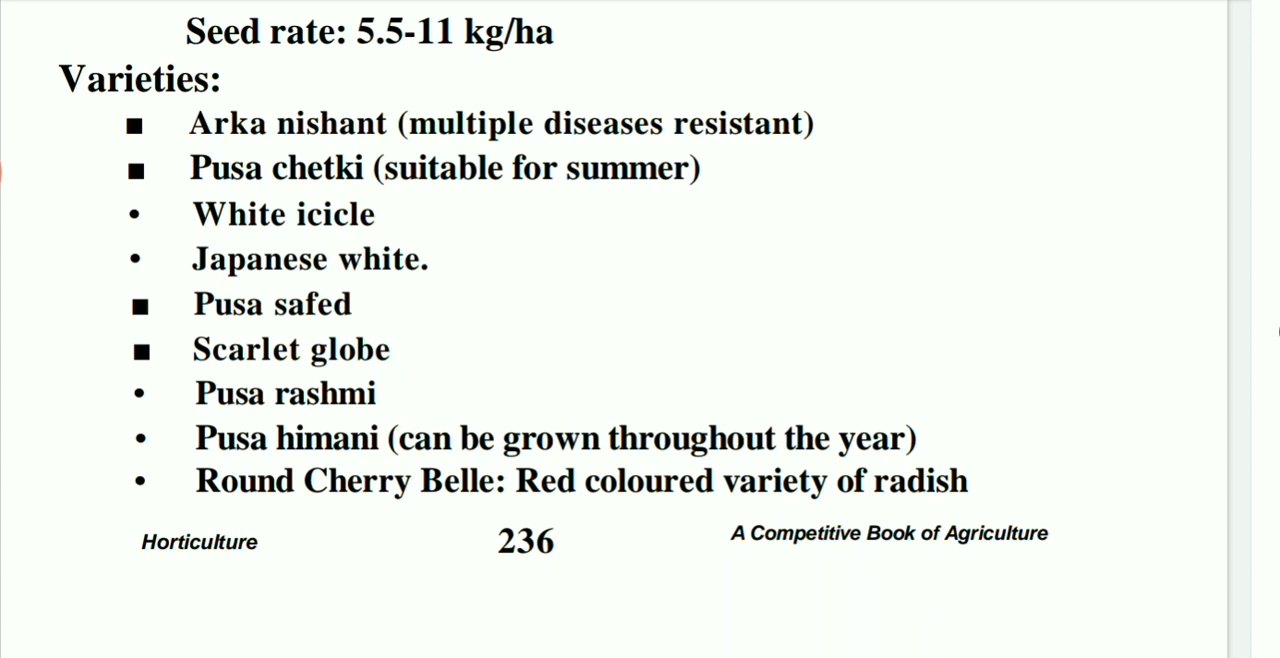 Seed rate: 5.5-11 kg/ha
Varieties:
■ Arka nishant (multiple diseases resistant)
■ Pusa chetki (suitable for summer)
• White icicle
• Japanese white.
■ Pusa safed
■ Scarlet globe
• Pusa rashmi
• Pusa himani (can be grown throughout the year)
• Round Cherry Belle: Red coloured variety of radish
Horticulture 236 A Competitive Book of Agriculture